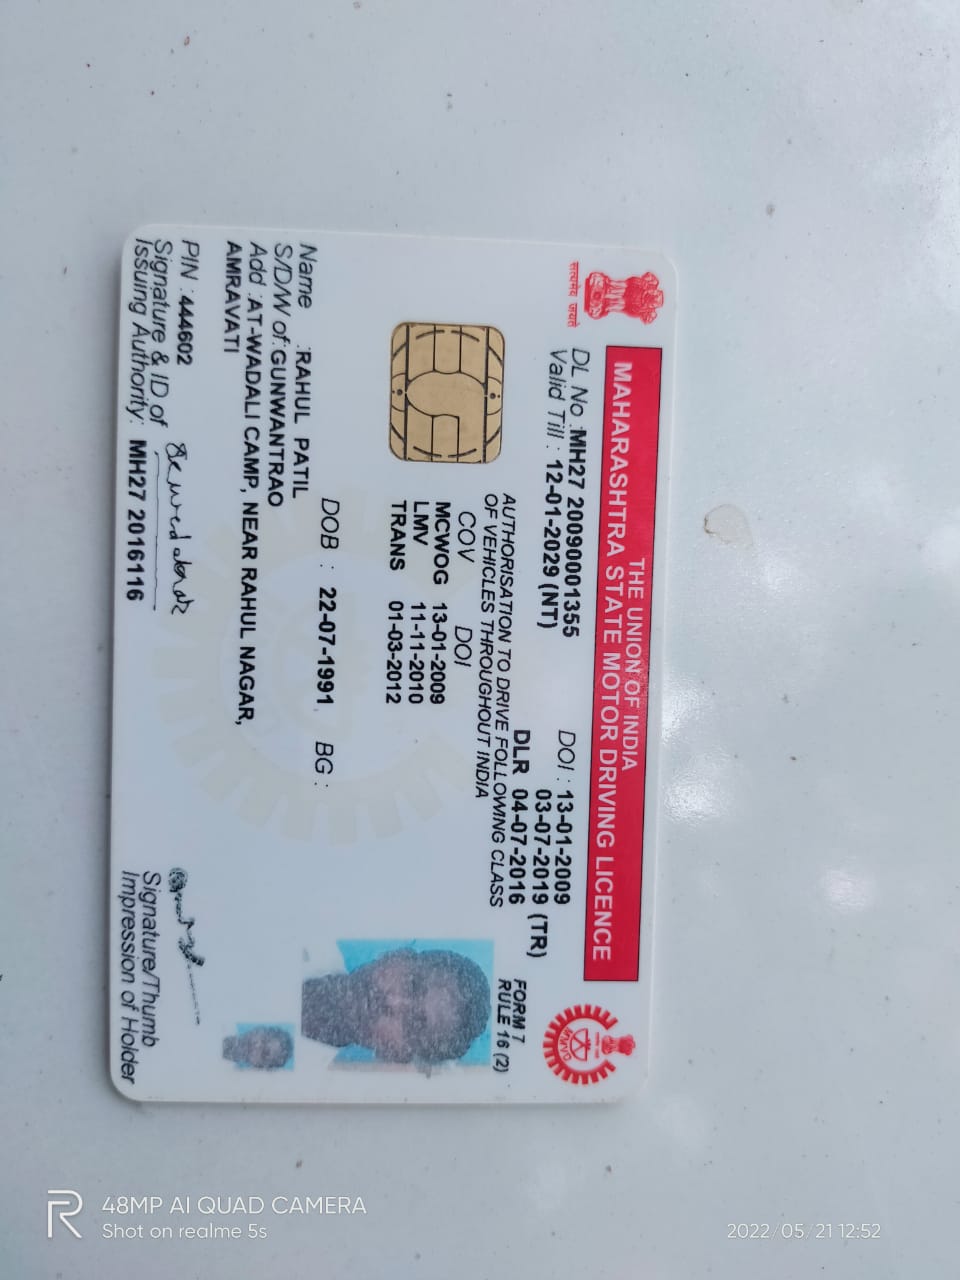 THE UNION OF INDIA
MAHARASHTRA STATE MOTOR DRIVING LICENCE
सत्यमेव जयते
DL No :MH27 20090001355 DOI : 13-01-2009
Valid Till : 12-01-2029 (NT) 03-07-2019 (TR)
DLR 04-07-2016
FORM 7
RULE 16 (2)
AUTHORISATION TO DRIVE FOLLOWING CLASS
OF VEHICLES THROUGHOUT INDIA
COV DOI
MCWOG 13-01-2009
LMV 11-11-2010
TRANS 01-03-2012
DOB : 22-07-1991 BG :
Name :RAHUL PATIL
S/D/W of:GUNWANTRAO
Add :AT-WADALI CAMP, NEAR RAHUL NAGAR,
AMRAVATI
PIN :444602
Signature & ID of
Issuing Authority: MH27 2016116
Signature/Thumb
Impression of Holder
48MP AI QUAD CAMERA
Shot on realme 5s
2022/05/21 12:52